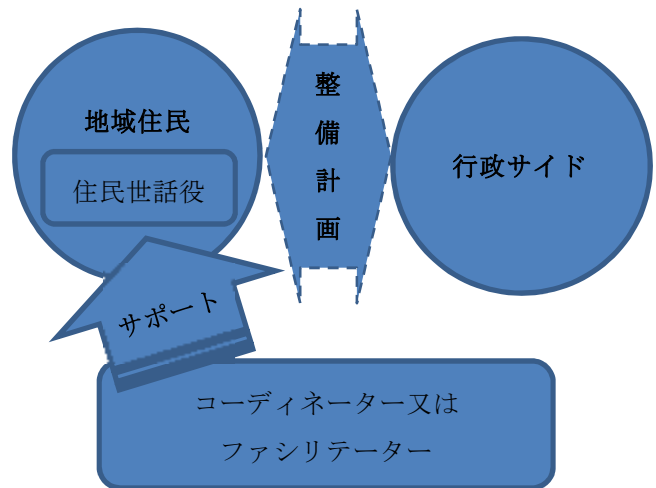 地域住民
住民世話役
整備計画
行政サイド
サポート
コーディネーター又は
ファシリテーター